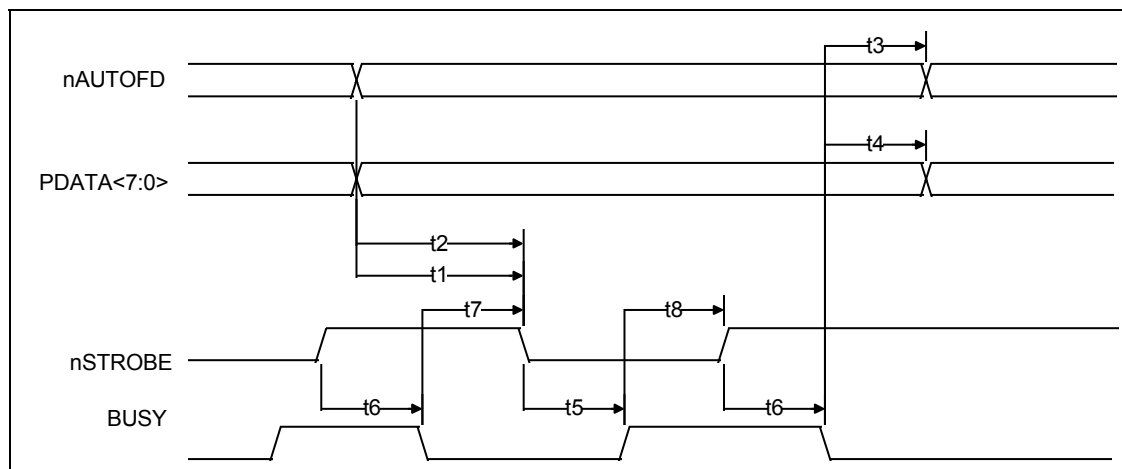 t3
nAUTOFD
t4
PDATA<7:0>
t2
t1
t7
t8
nSTROBE
t6
t5
t6
BUSY